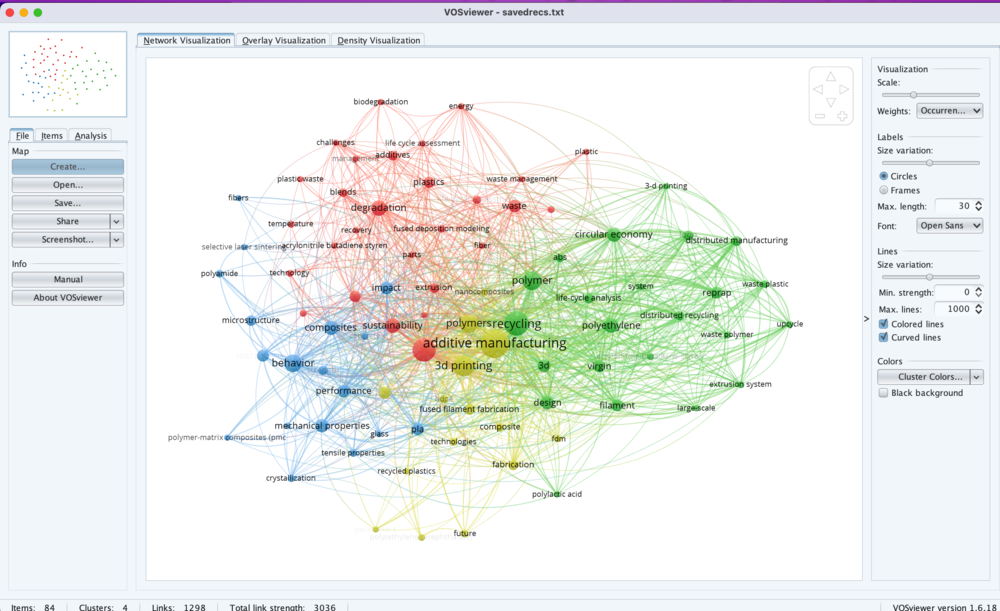 VOSviewer - savedrecs.txt
Network Visualization Overlay Visualization Density Visualization
File Items Analysis
Map
Create...
Open...
Save...
Share
Screenshot...
Info
Manual
About VOSviewer
biodegradation
energy
challenges
life cycle assessment
management
additives
plastic
plastic waste
plastics
waste management
3-d printing
fibers
blends
degradation
waste
temperature
recovery
fused deposition modeling
circular economy
distributed manufacturing
selective laser sintering
acrylonitrile butadiene styren
fiber
parts
abs
polyamide
technology
impact
extrusion
nanocomposites
polymer
system
life-cycle analysis
reprap
waste plastic
microstructure
composites
sustainability
polymers
recycling
polyethylene
distributed recycling
upcycle
waste polymer
additive manufacturing
behavior
3d printing
3d
virgin
extrusion system
performance
fused filament fabrication
design
filament
large-scale
mechanical properties
pla
composite
polymer-matrix composites (pmc
glass
technologies
fdm
tensile properties
recycled plastics
fabrication
crystallization
polylactic acid
future
Visualization
Scale:
Weights: Occurren...
Labels
Size variation:
Circles
Frames
Max. length: 30
Font: Open Sans
Lines
Size variation:
Min. strength: 0
Max. lines: 1000
Colored lines
Curved lines
Colors
Cluster Colors...
Black background
>
Items: 84 Clusters: 4 Links: 1298 Total link strength: 3036 VOSviewer version 1.6.18